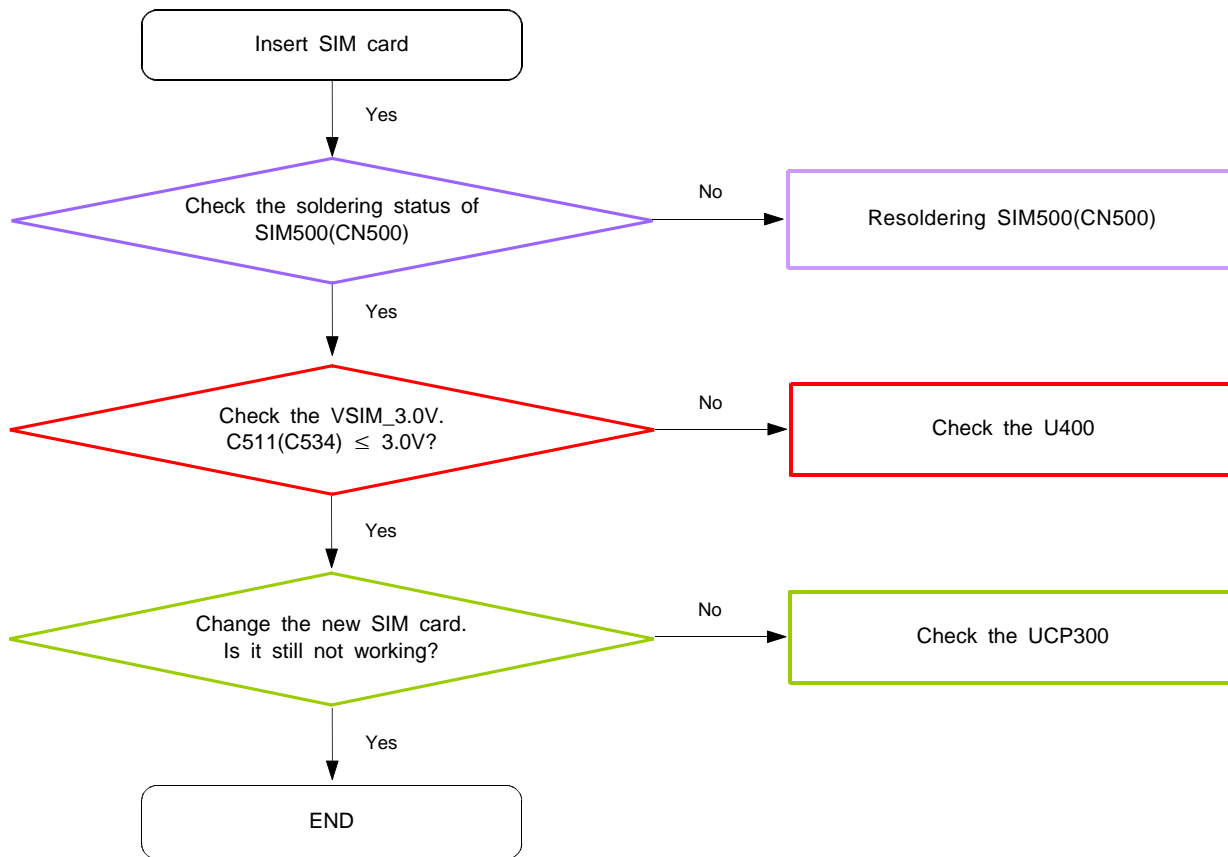 Insert SIM card
Yes
Check the soldering status of
SIM500(CN500)
No
Resoldering SIM500(CN500)
Yes
Check the VSIM_3.0V.
C511(C534) ≤ 3.0V?
No
Check the U400
Yes
Change the new SIM card.
Is it still not working?
No
Check the UCP300
Yes
END